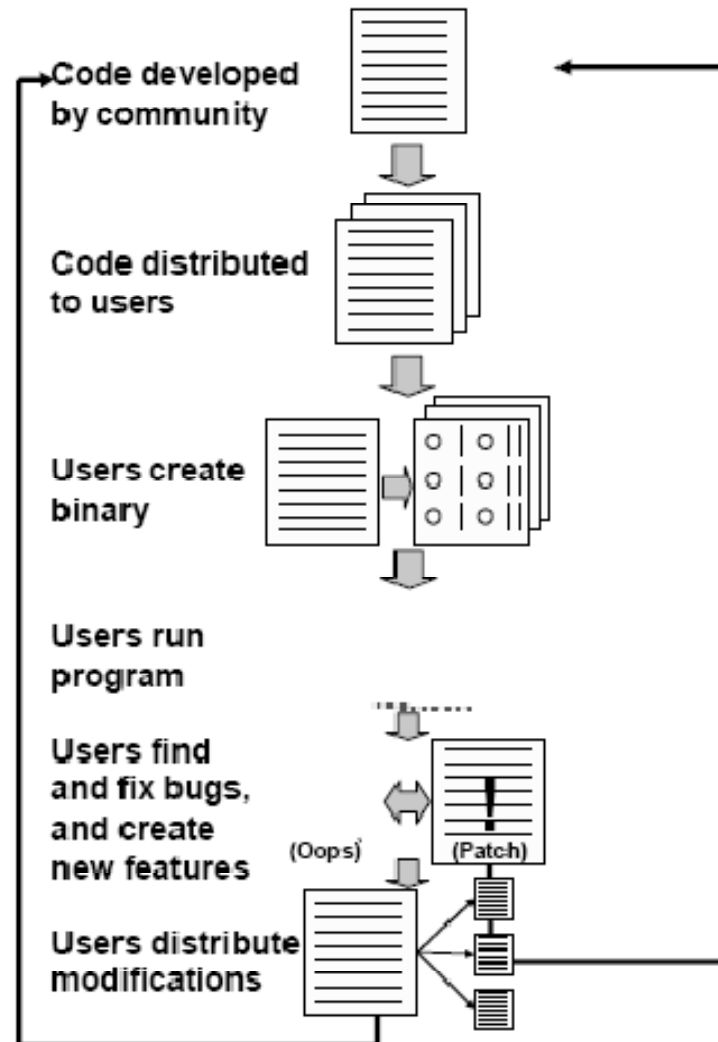 Code developed
by community
Code distributed
to users
Users create
binary
Users run
program
Users find
and fix bugs,
and create
new features
(Oops)
(Patch)
Users distribute
modifications